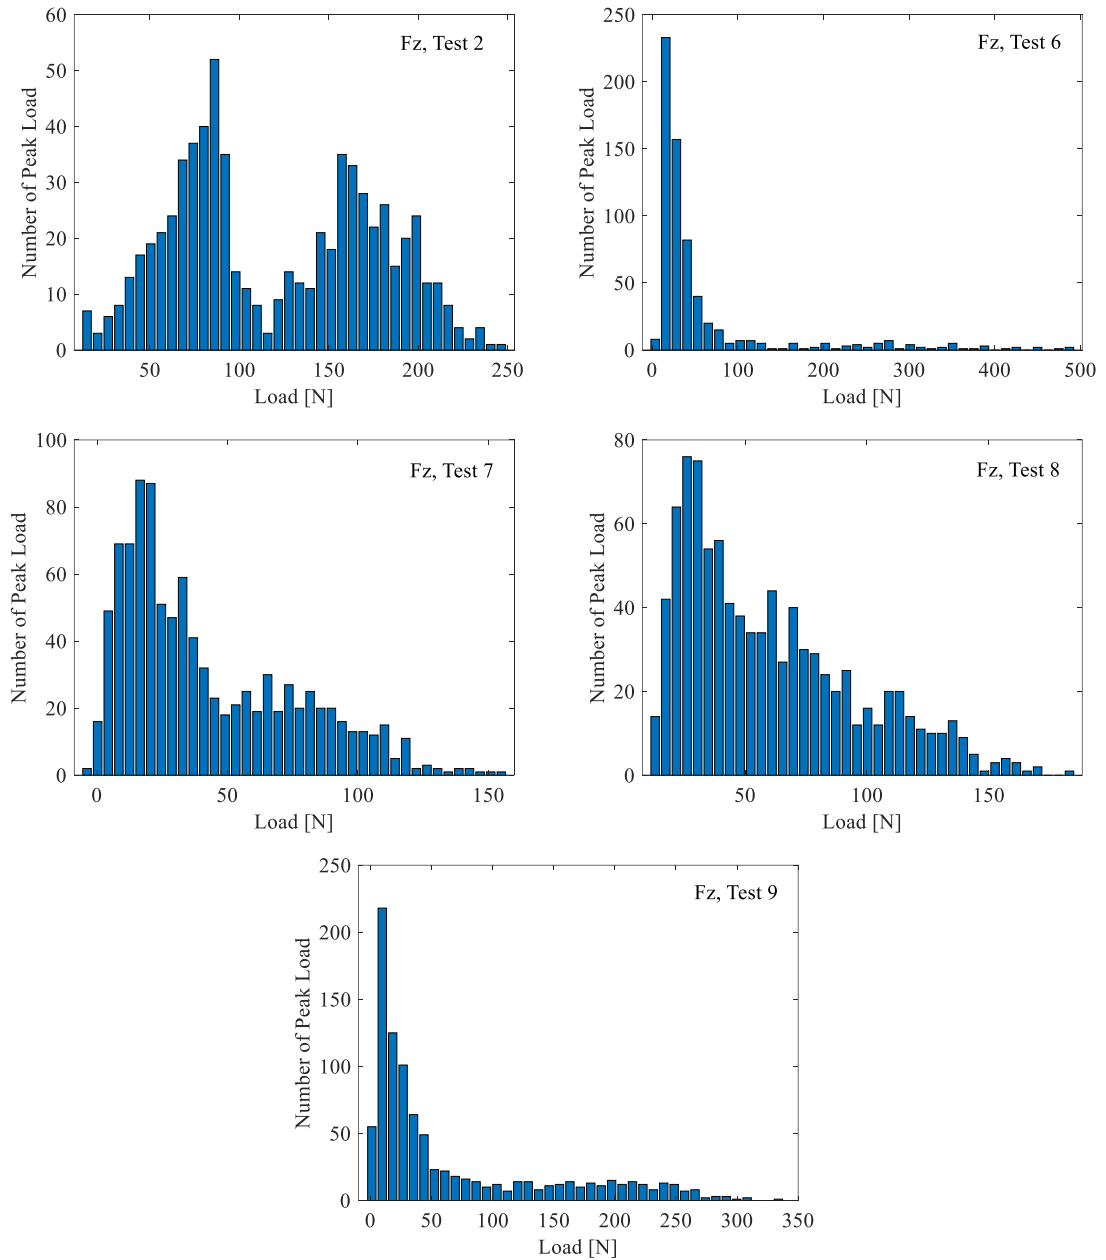 Fz, Test 2
Number of Peak Load
60
50
40
30
20
10
0
50 100 150 200 250
Load [N]
Fz, Test 6
Number of Peak Load
250
200
150
100
50
0
0 100 200 300 400 500
Load [N]
Fz, Test 7
Number of Peak Load
100
80
60
40
20
0
0 50 100 150
Load [N]
Fz, Test 8
Number of Peak Load
80
60
40
20
0
50 100 150
Load [N]
Fz, Test 9
Number of Peak Load
250
200
150
100
50
0
0 50 100 150 200 250 300 350
Load [N]